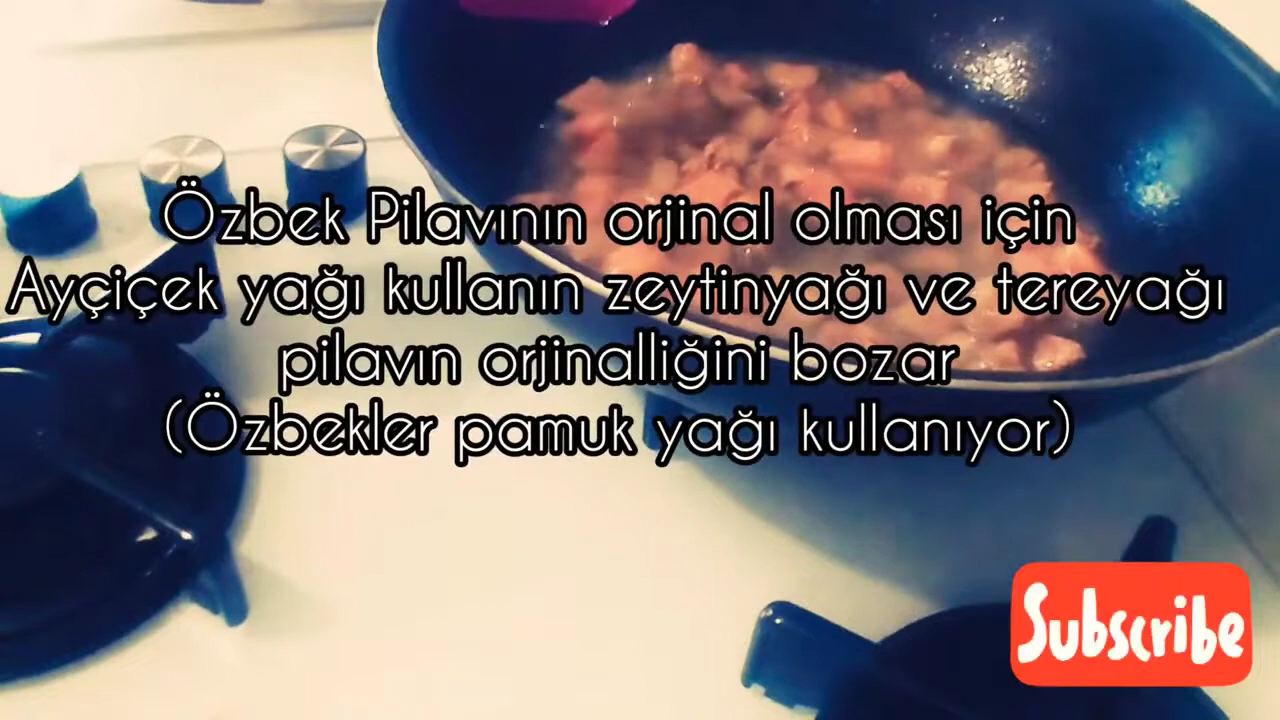 Özbek Pilavının orjinal olması için
Ayçiçek yağı kullanın zeytinyağı ve tereyağı
pilavın orjinalliğini bozar
(Özbekler pamuk yağı kullanıyor)
Subscribe